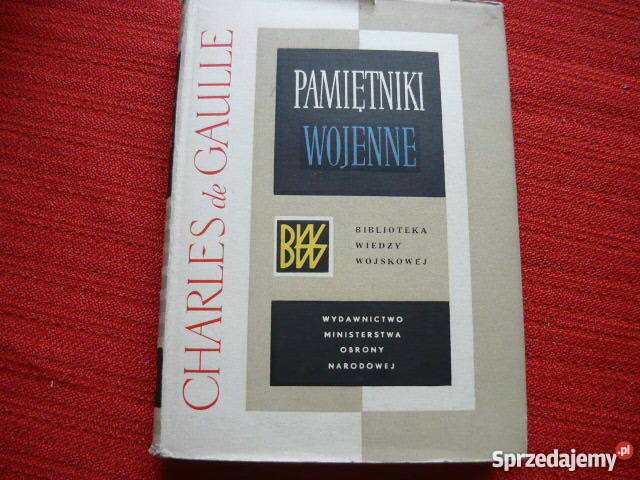 CHARLES de GAULLE
PAMIĘTNIKI
WOJENNE
BWW
BIBLIOTEKA
WIEDZY
WOJSKOWEJ
WYDAWNICTWO
MINISTERSTWA
OBRONY
NARODOWEJ
Sprzedajemy.pl